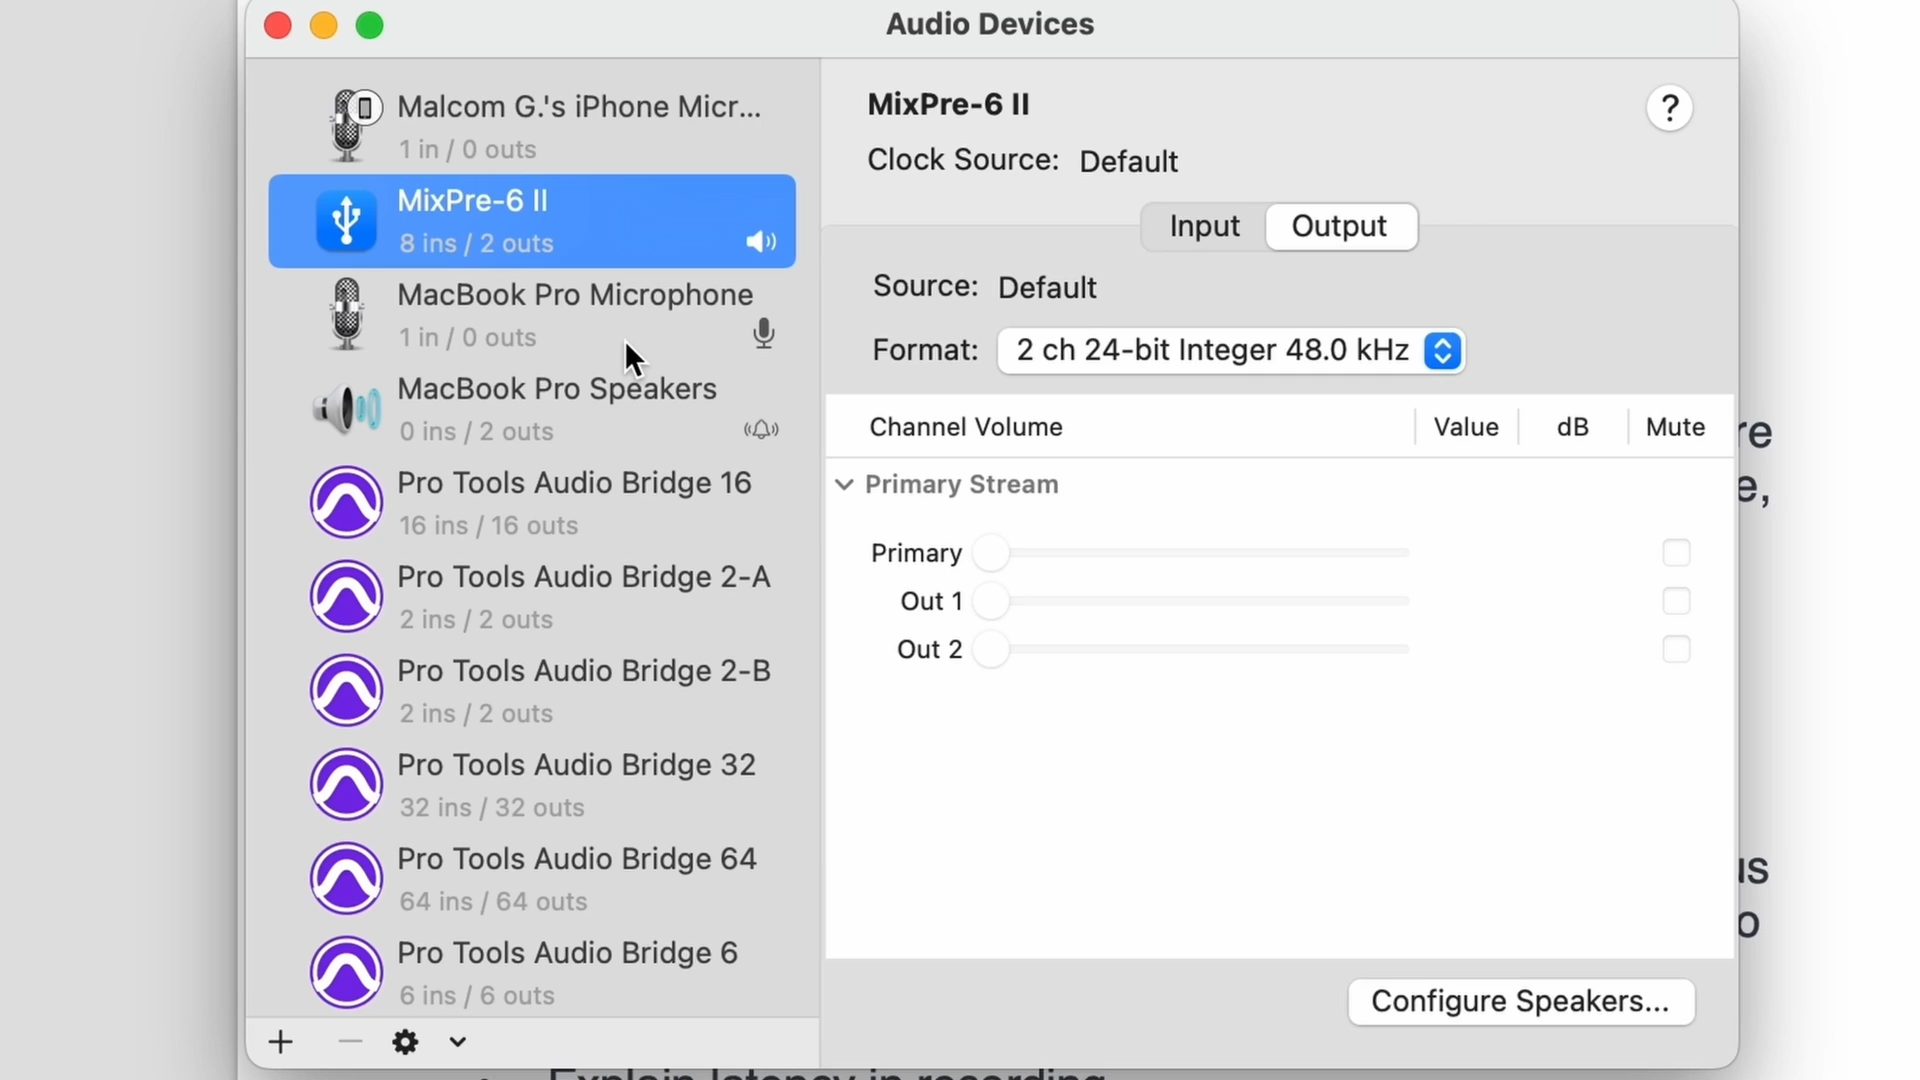 Audio Devices
Malcom G.'s iPhone Micr...
1 in / 0 outs
MixPre-6 II
8 ins / 2 outs
MacBook Pro Microphone
1 in / 0 outs
MacBook Pro Speakers
0 ins / 2 outs
Pro Tools Audio Bridge 16
16 ins / 16 outs
Pro Tools Audio Bridge 2-A
2 ins / 2 outs
Pro Tools Audio Bridge 2-B
2 ins / 2 outs
Pro Tools Audio Bridge 32
32 ins / 32 outs
Pro Tools Audio Bridge 64
64 ins / 64 outs
Pro Tools Audio Bridge 6
6 ins / 6 outs
MixPre-6 II
?
Clock Source: Default
Input Output
Source: Default
Format: 2 ch 24-bit Integer 48.0 kHz
Channel Volume Value dB Mute
Primary Stream
Primary
Out 1
Out 2
Configure Speakers...
re
e,
us
o
Explain latency in recording